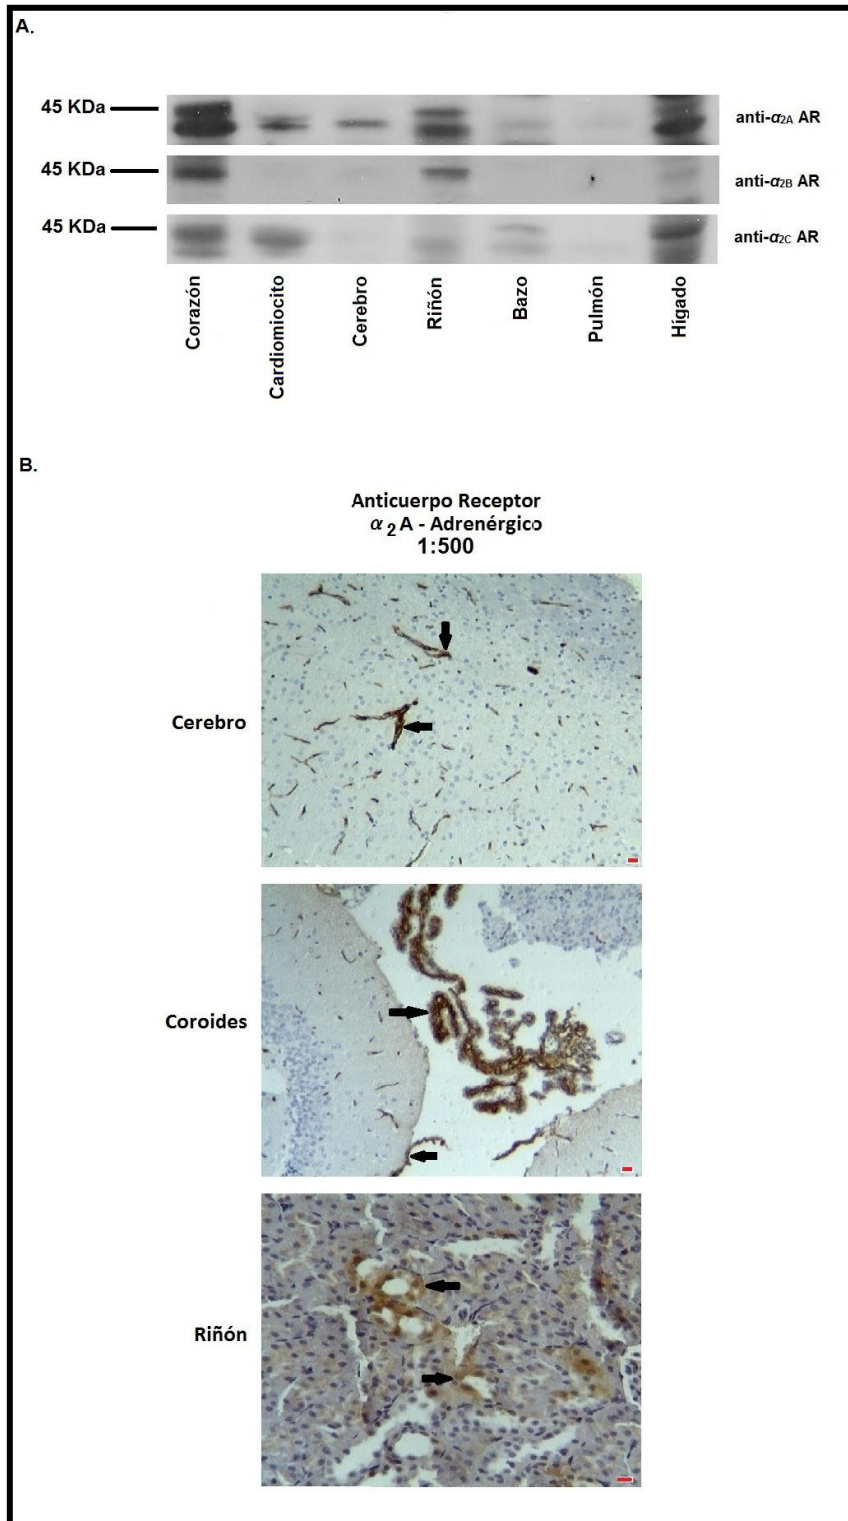 A.
45 KDa
anti-α2A AR
45 KDa
anti-α2B AR
45 KDa
anti-α2C AR
Corazón
Cardiomiocito
Cerebro
Riñón
Bazo
Pulmón
Hígado
B.
Anticuerpo Receptor
α 2 A - Adrenérgico
1:500
Cerebro
Coroides
Riñón